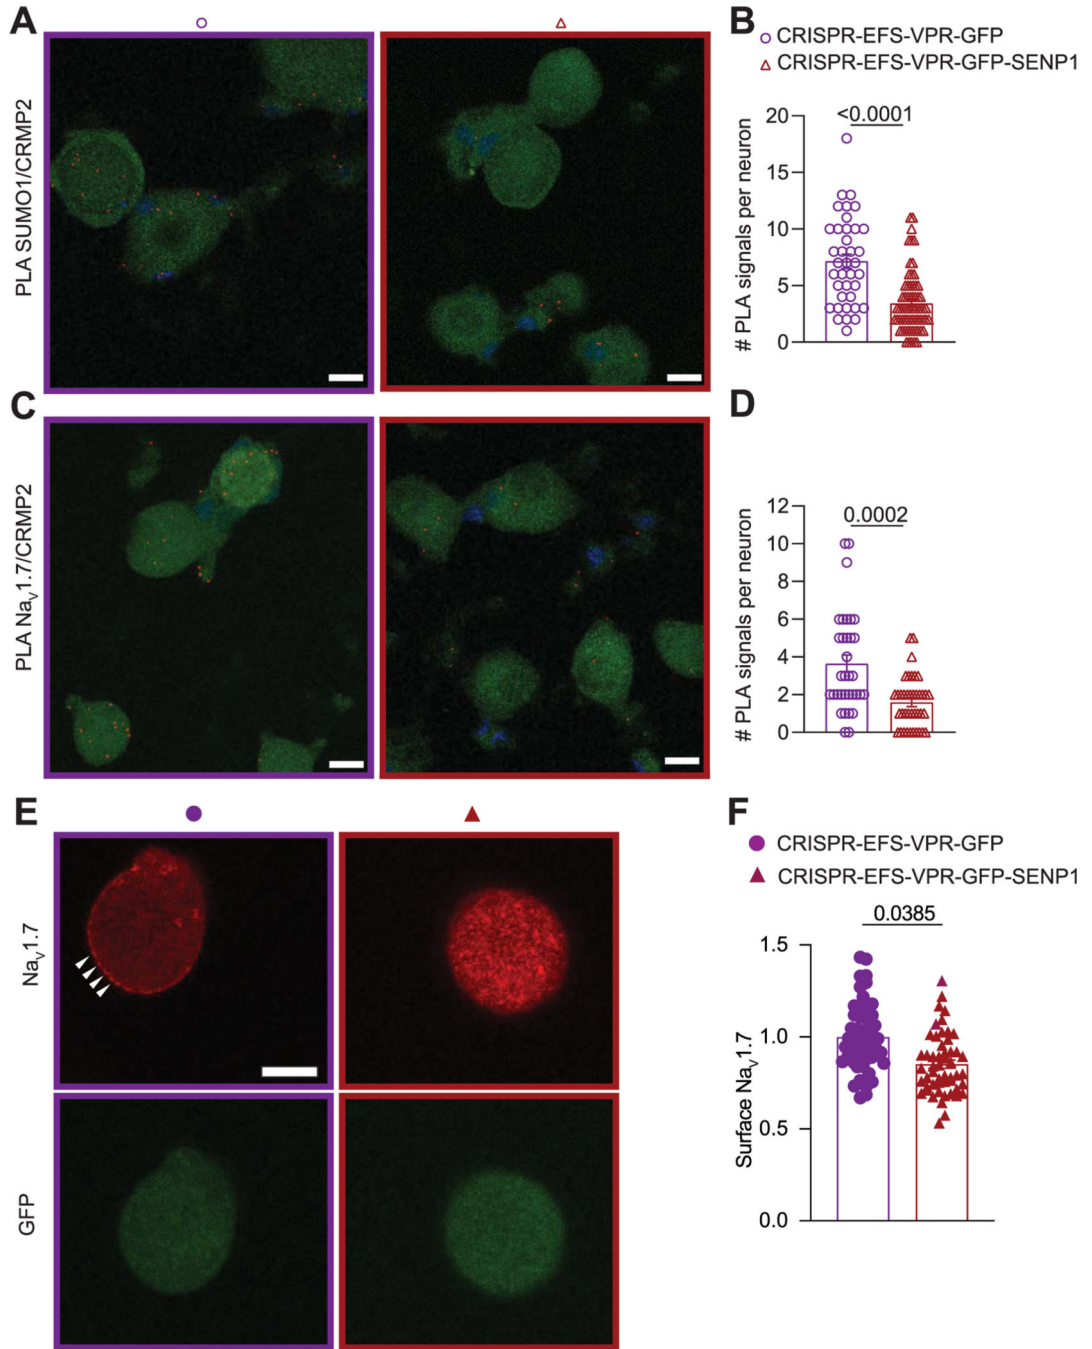 A
B
CRISPR-EFS-VPR-GFP
CRISPR-EFS-VPR-GFP-SENP1
PLA SUMO1/CRMP2
# PLA signals per neuron
<0.0001
20
15
10
5
0
C
D
PLA NaV1.7/CRMP2
# PLA signals per neuron
0.0002
12
10
8
6
4
2
0
E
F
CRISPR-EFS-VPR-GFP
CRISPR-EFS-VPR-GFP-SENP1
NaV1.7
GFP
Surface NaV1.7
0.0385
1.5
1.0
0.5
0.0